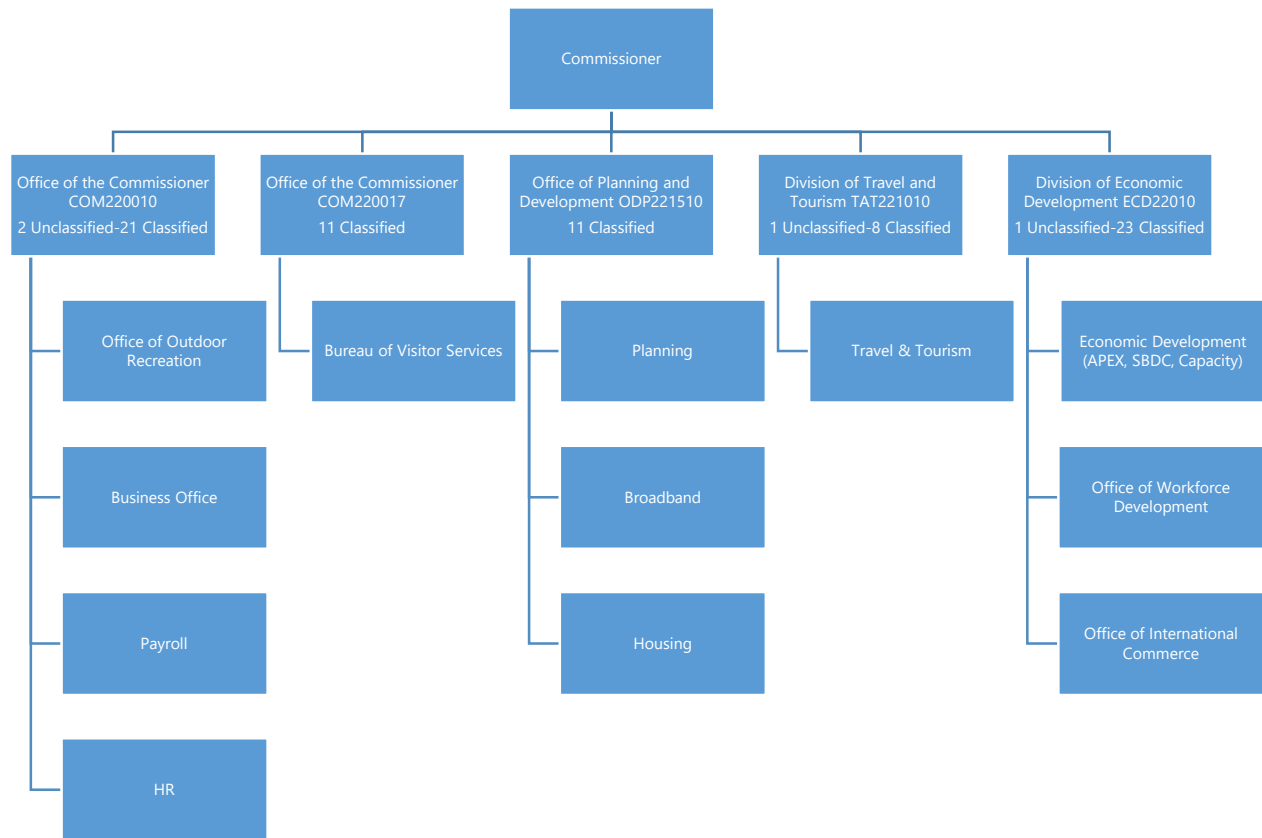 Commissioner
Office of the Commissioner
COM220010
2 Unclassified-21 Classified
Office of the Commissioner
COM220017
11 Classified
Office of Planning and
Development ODP221510
11 Classified
Division of Travel and
Tourism TAT221010
1 Unclassified-8 Classified
Division of Economic
Development ECD22010
1 Unclassified-23 Classified
Office of Outdoor
Recreation
Bureau of Visitor Services
Planning
Travel & Tourism
Economic Development
(APEX, SBDC, Capacity)
Business Office
Broadband
Office of Workforce
Development
Payroll
Housing
Office of International
Commerce
HR